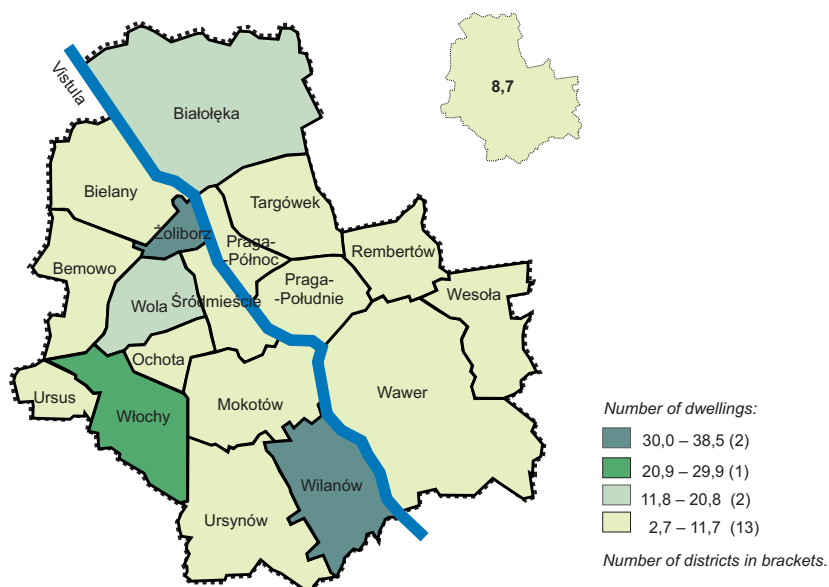 Vistula
Białołęka
8,7
Bielany
Targówek
Żoliborz
Praga-
-Północ
Rembertów
Bemowo
Praga-
-Południe
Wesoła
Wola
Śródmieście
Ochota
Ursus
Włochy
Mokotów
Wawer
Wilanów
Ursynów
Number of dwellings:
30,0 – 38,5 (2)
20,9 – 29,9 (1)
11,8 – 20,8 (2)
2,7 – 11,7 (13)
Number of districts in brackets.